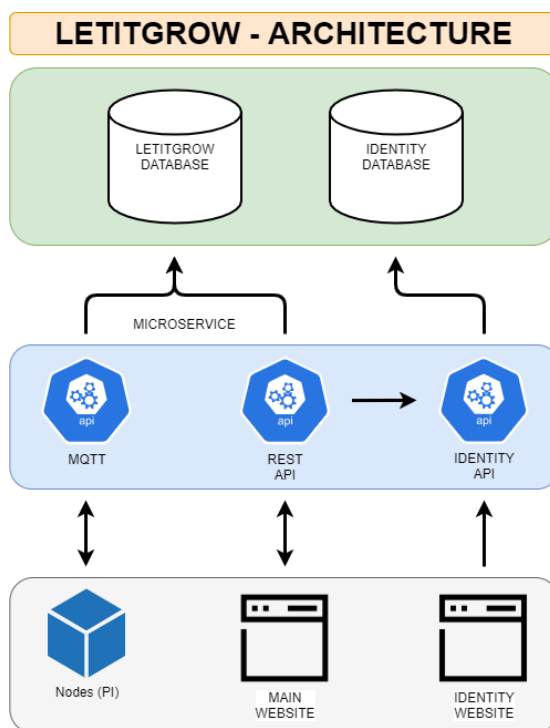 LETITGROW - ARCHITECTURE
LETITGROW
DATABASE
IDENTITY
DATABASE
MICROSERVICE
api
api
api
MQTT
REST
API
IDENTITY
API
Nodes (PI)
MAIN
WEBSITE
IDENTITY
WEBSITE